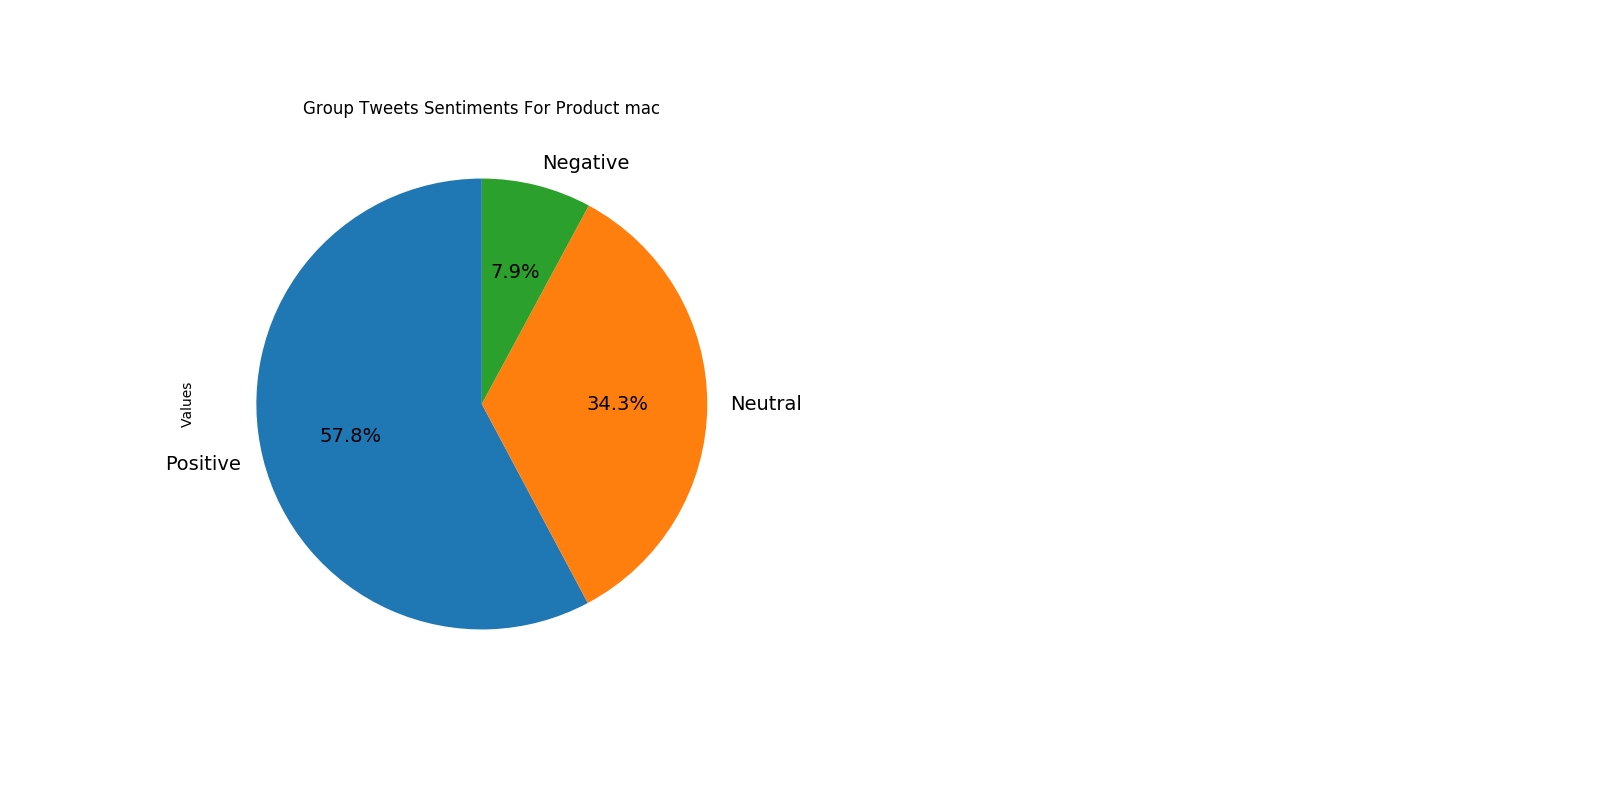 Group Tweets Sentiments For Product mac
Negative
7.9%
Neutral
34.3%
Values
57.8%
Positive